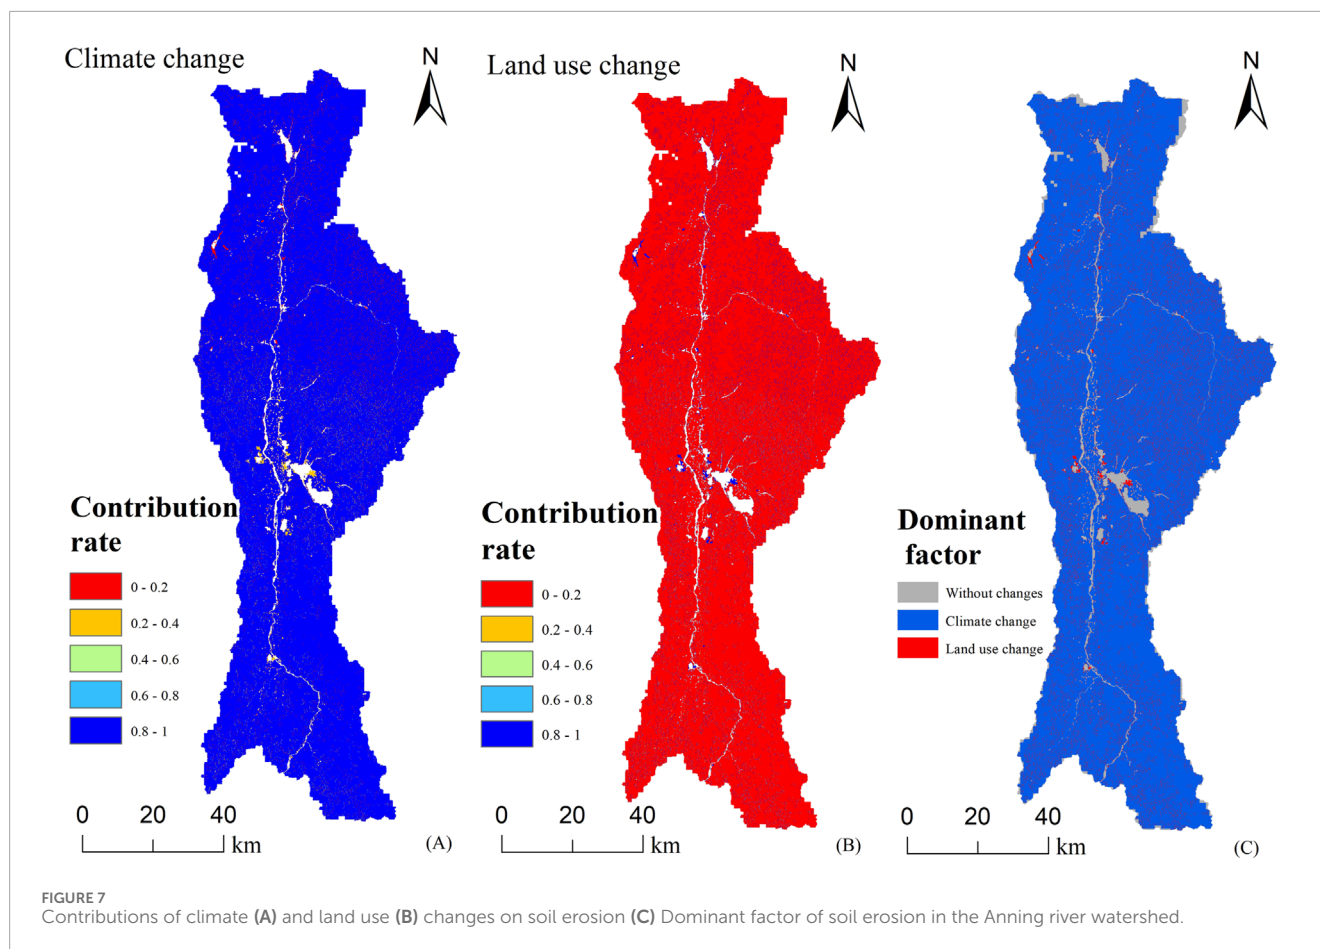 Climate change
N
Contribution
rate
0 - 0.2
0.2 - 0.4
0.4 - 0.6
0.6 - 0.8
0.8 - 1
0 20 40
km
(A)
Land use change
N
Contribution
rate
0 - 0.2
0.2 - 0.4
0.4 - 0.6
0.6 - 0.8
0.8 - 1
0 20 40
km
(B)
N
Dominant
factor
Without changes
Climate change
Land use change
0 20 40
km
(C)
FIGURE 7
Contributions of climate (A) and land use (B) changes on soil erosion (C) Dominant factor of soil erosion in the Anning river watershed.